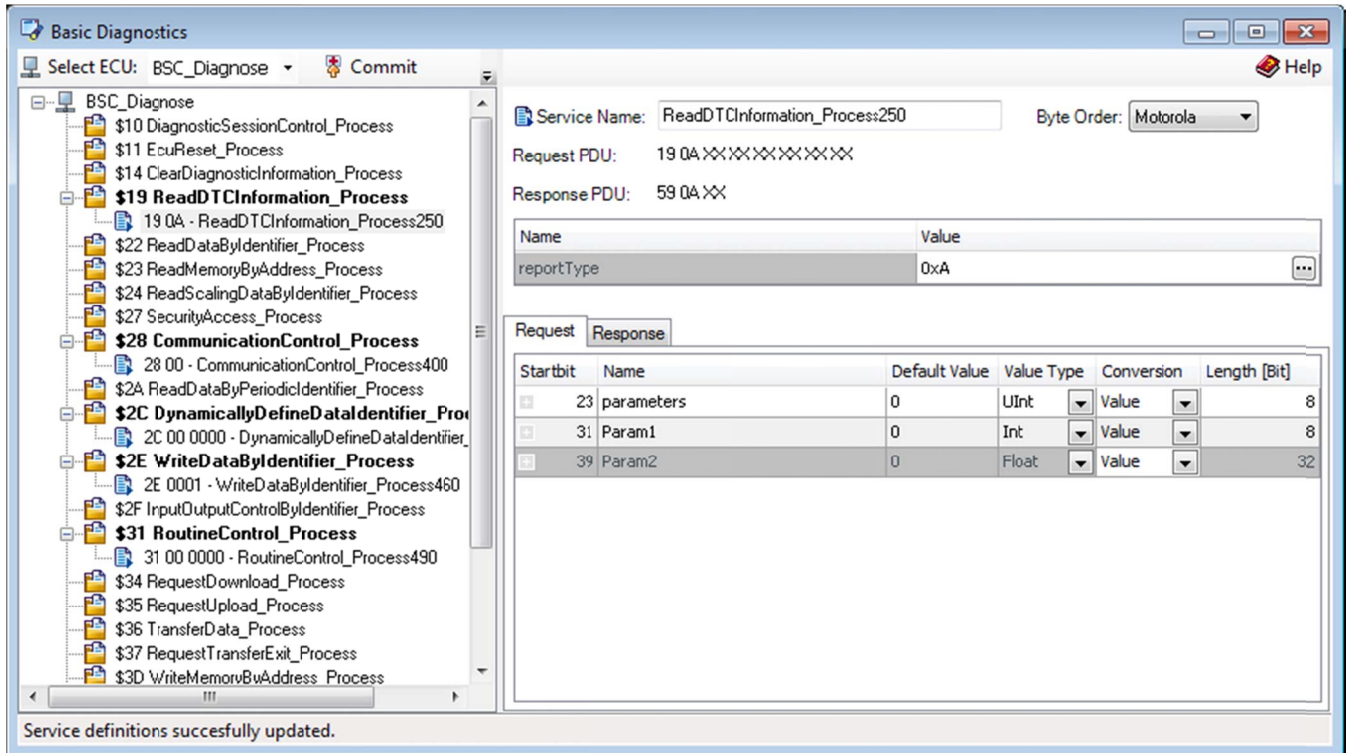 Basic Diagnostics
Select ECU: BSC_Diagnose Commit Help
BSC_Diagnose
$10 DiagnosticSessionControl_Process
$11 EcuReset_Process
$14 ClearDiagnosticInformation_Process
$19 ReadDTCInformation_Process
19 0A - ReadDTCInformation_Process250
$22 ReadDataByIdentifier_Process
$23 ReadMemoryByAddress_Process
$24 ReadScalingDataByIdentifier_Process
$27 SecurityAccess_Process
$28 CommunicationControl_Process
28 00 - CommunicationControl_Process400
$2A ReadDataByPeriodicIdentifier_Process
$2C DynamicallyDefineDataIdentifier_Pro
2C 00 0000 - DynamicallyDefineDataIdentifier_
$2E WriteDataByIdentifier_Process
2E 0001 - WriteDataByIdentifier_Process460
$2F InputOutputControlByIdentifier_Process
$31 RoutineControl_Process
31 00 0000 - RoutineControl_Process490
$34 RequestDownload_Process
$35 RequestUpload_Process
$36 TransferData_Process
$37 RequestTransferExit_Process
$3D WriteMemoryByAddress_Process
Service Name: ReadDTCInformation_Process250 Byte Order: Motorola
Request PDU: 19 0A XX XX XX XX XX XX
Response PDU: 59 0A XX
Name Value
reportType 0xA ...
Request Response
Startbit Name Default Value Value Type Conversion Length [Bit]
23 parameters 0 UInt Value 8
31 Param1 0 Int Value 8
39 Param2 0 Float Value 32
Service definitions succesfully updated.